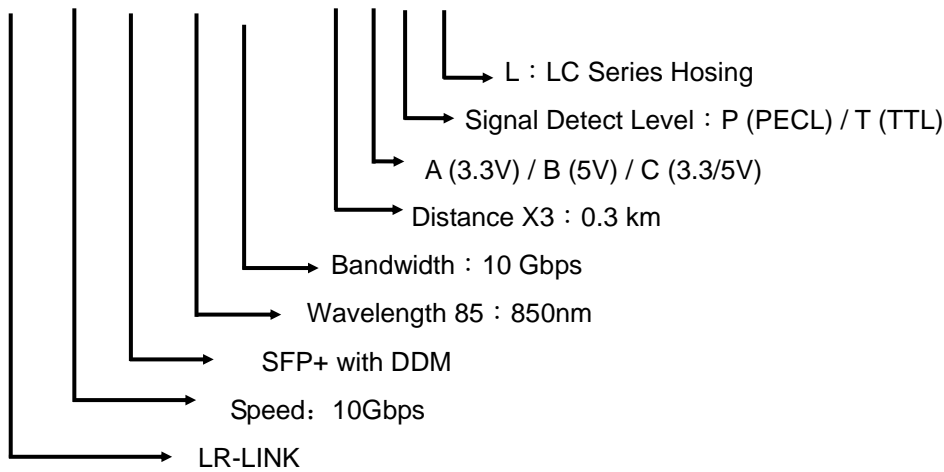 L：LC Series Hosing
Signal Detect Level：P (PECL) / T (TTL)
A (3.3V) / B (5V) / C (3.3/5V)
Distance X3：0.3 km
Bandwidth：10 Gbps
Wavelength 85：850nm
SFP+ with DDM
Speed：10Gbps
LR-LINK